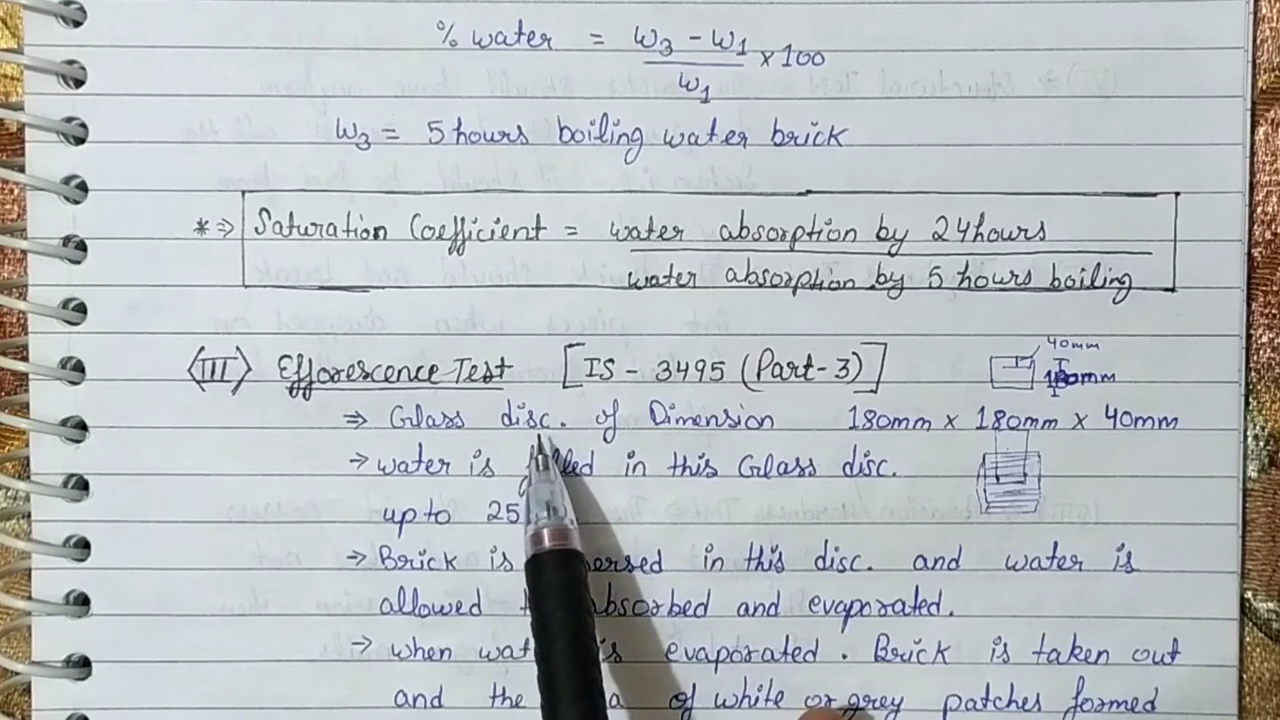 % water = w3 - w1 / w1 × 100
w3 = 5 hours boiling water brick
*⇒ Saturation Coefficient = water absorption by 24 hours
water absorption by 5 hours boiling
(III) Efflorescence Test [IS - 3495 (Part-3)]
40mm
180mm
⇒ Glass disc. of Dimension 180mm × 180mm × 40mm
→ water is filled in this Glass disc.
up to 25
→ Brick is in this disc. and water is
allowed absorbed and evaporated.
→ when is evaporated. Brick is taken out
and the of white or grey patches formed